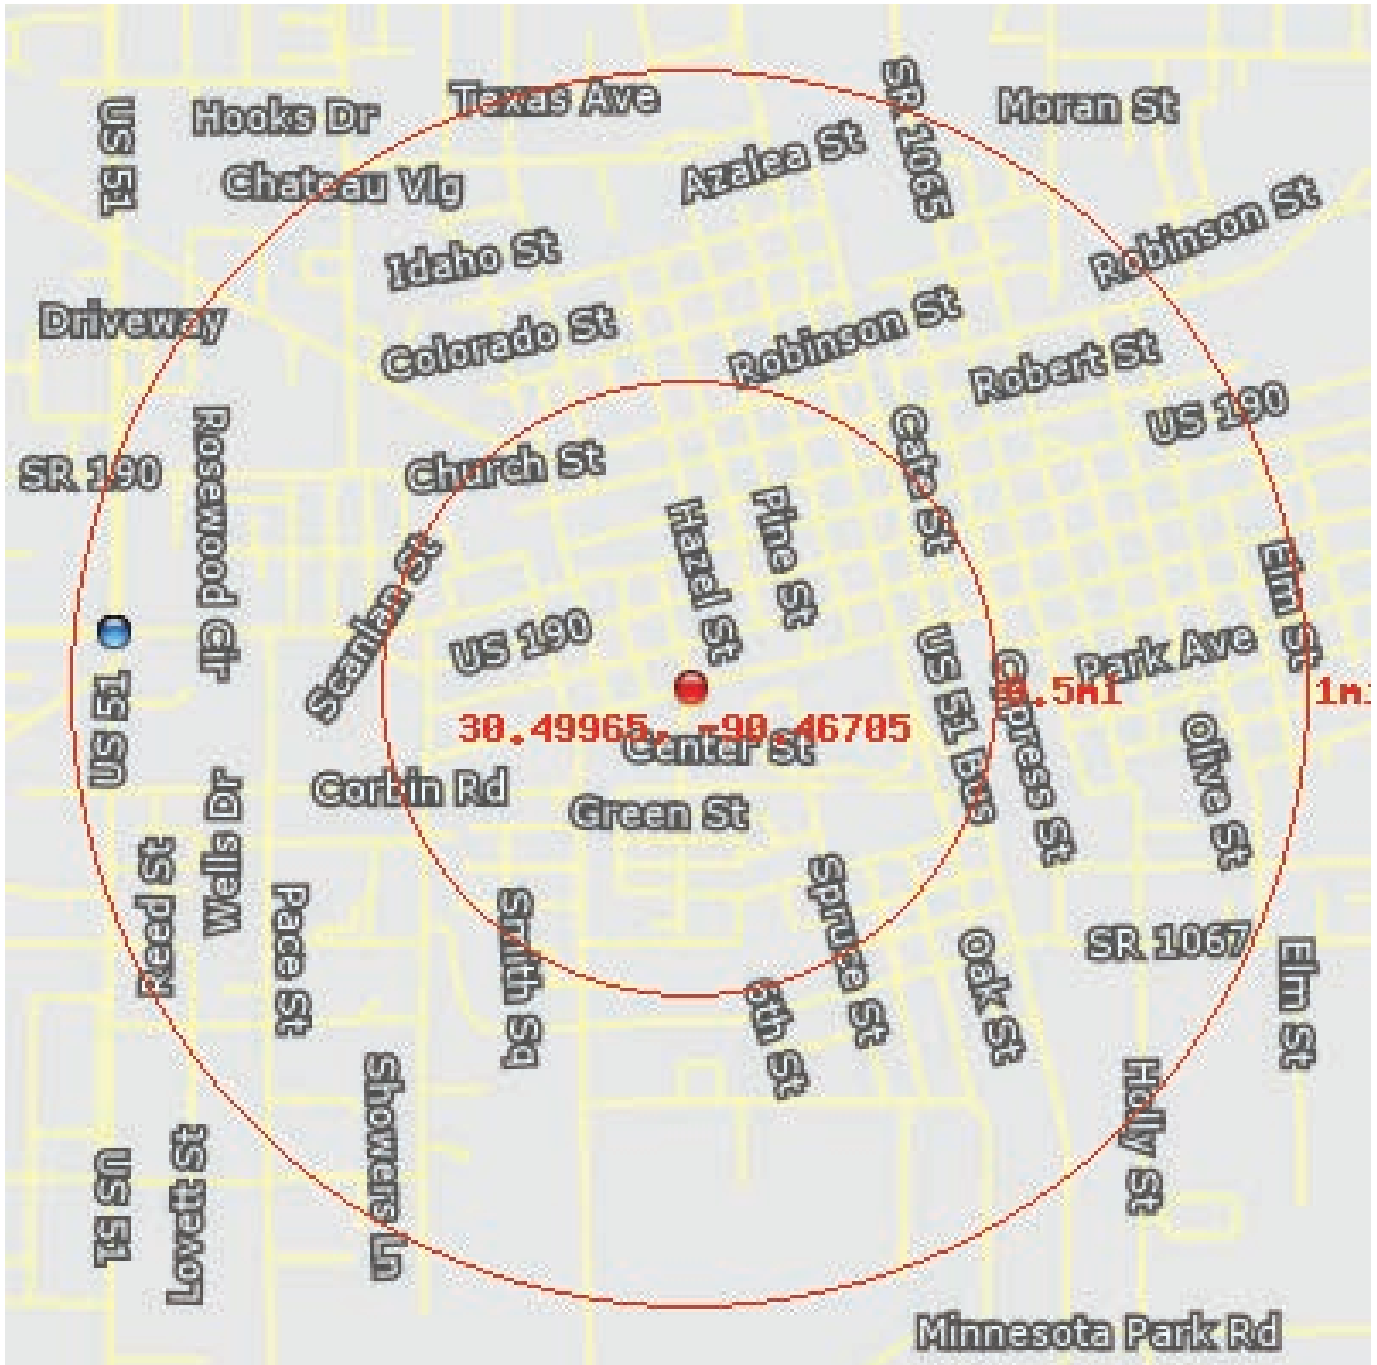 US 51
Hooks Dr
Texas Ave
SR 1065
Moran St
Chateau Vlg
Azalea St
Idaho St
Robinson St
Driveway
Colorado St
Robinson St
Robert St
US 190
SR 190
Rosewood Cir
Church St
Cate St
Hazel St
Pine St
Scanlan St
US 190
Elm St
Park Ave
US 51
US 51 Bus
Cypress St
0.5mi
1mi
30.49965, -90.46705
Center St
Olive St
Corbin Rd
Green St
Wells Dr
Reed St
Pace St
Smith Sq
Spruce St
Oak St
SR 1067
Elm St
6th St
Showers Ln
Holly St
US 51
Lovett St
Minnesota Park Rd